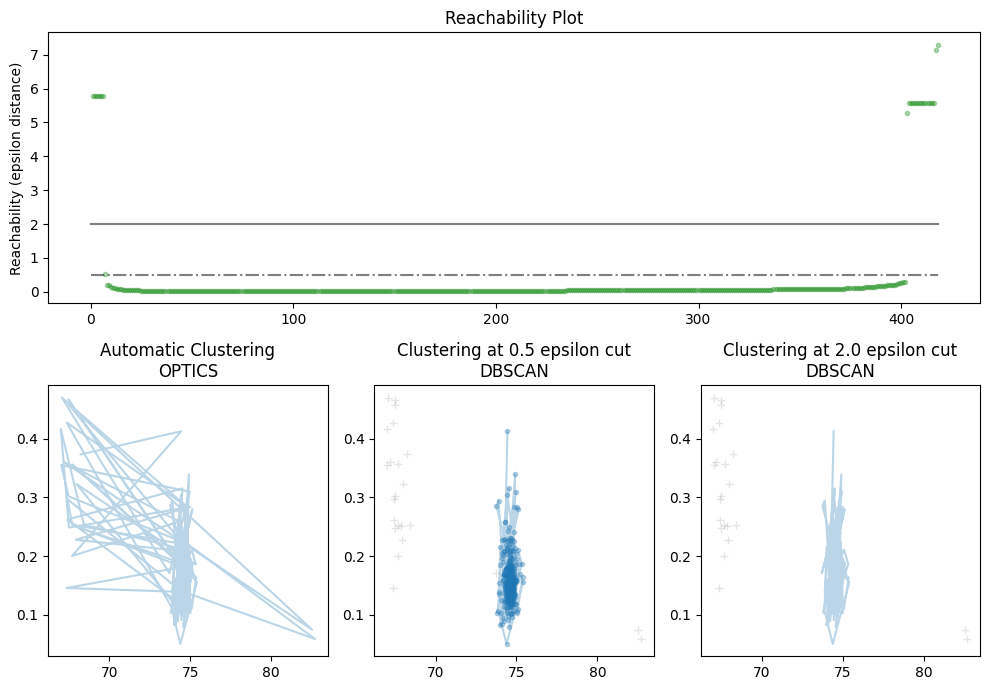 Reachability Plot
Reachability (epsilon distance)
7
6
5
4
3
2
1
0
0 100 200 300 400
Automatic Clustering
OPTICS
Clustering at 0.5 epsilon cut
DBSCAN
Clustering at 2.0 epsilon cut
DBSCAN
0.4 0.4 0.4
0.3 0.3 0.3
0.2 0.2 0.2
0.1 0.1 0.1
70 75 80 70 75 80 70 75 80